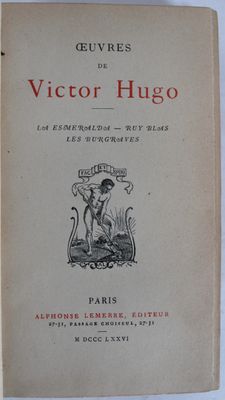 ŒUVRES
DE
Victor Hugo
LA ESMERALDA — RUY BLAS
LES BURGRAVES
FAC ET SPERA
PARIS
ALPHONSE LEMERRE, ÉDITEUR
27-31, PASSAGE CHOISEUL, 27-31
M DCCC LXXVI